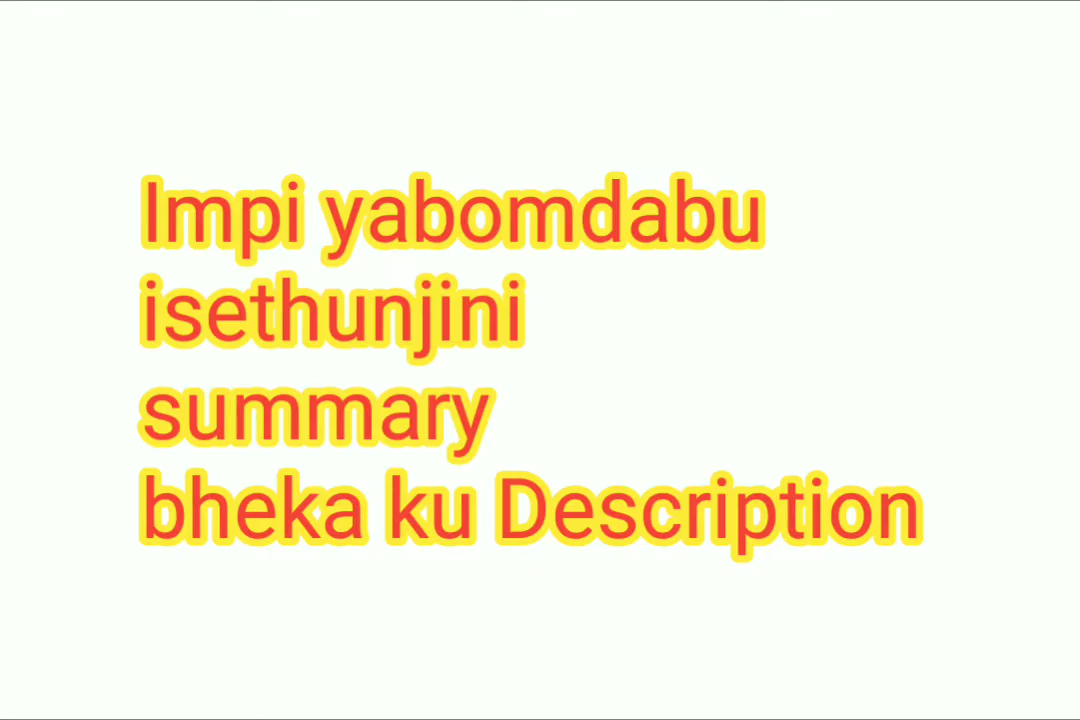 Impi yabomdabu
isethunjini
summary
bheka ku Description